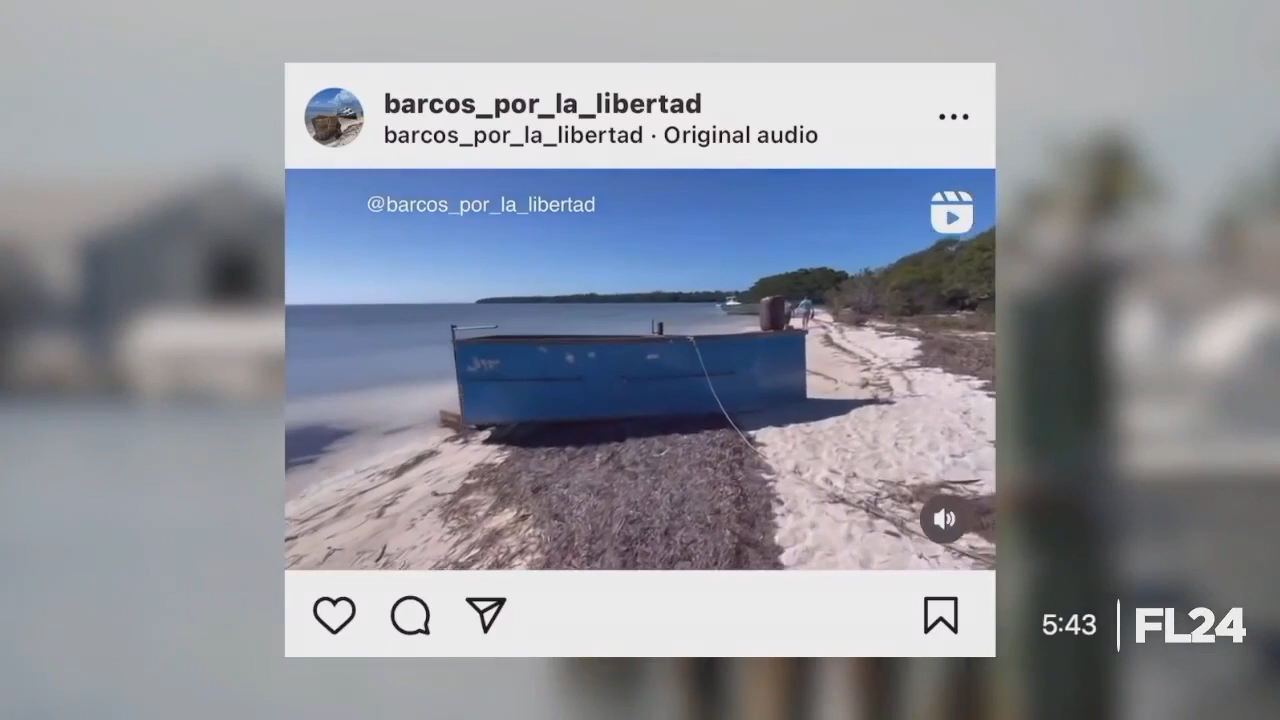 barcos_por_la_libertad
barcos_por_la_libertad · Original audio
@barcos_por_la_libertad
5:43
FL24